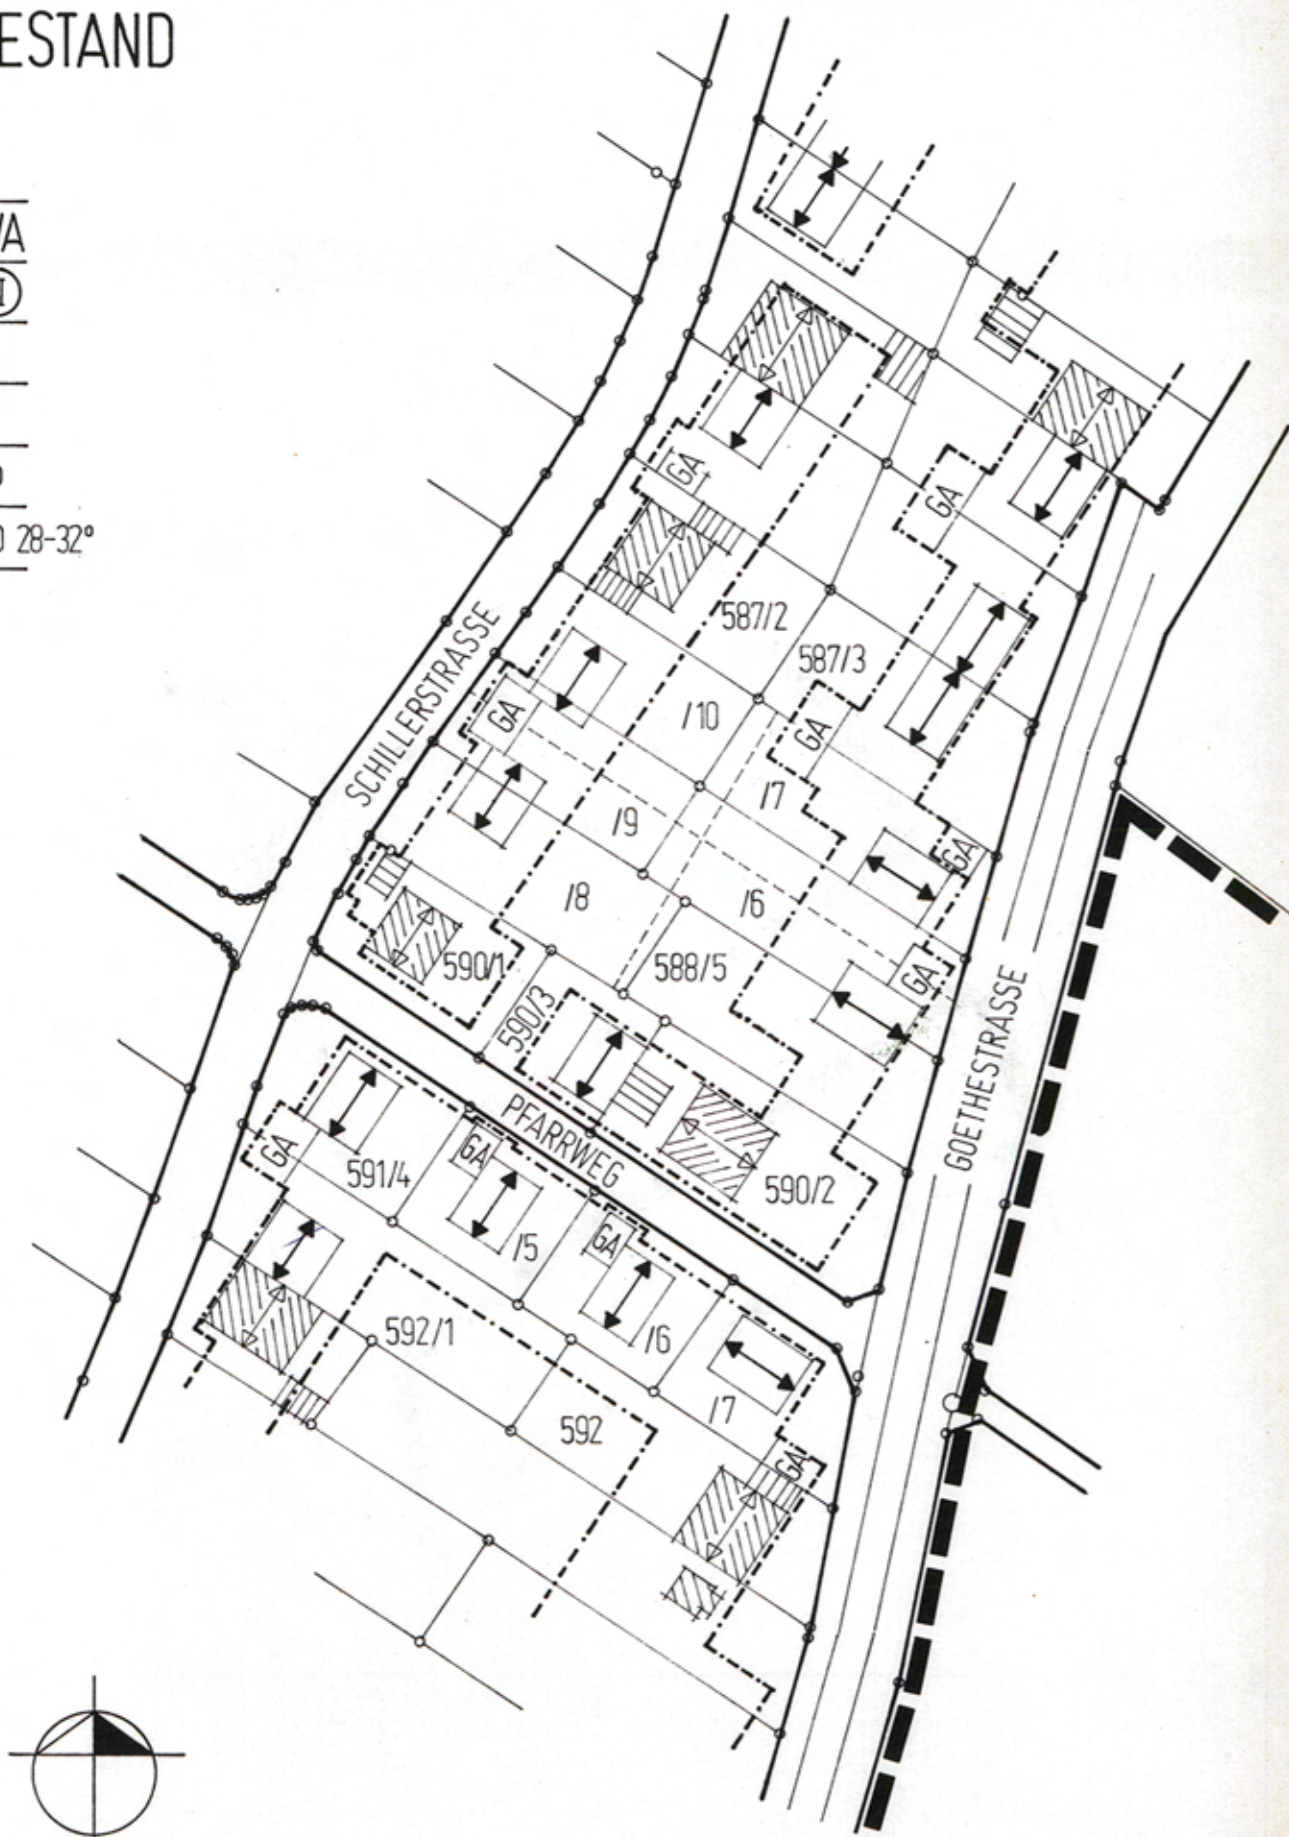 ESTAND
I
28-32°
GA
GA
587/2
587/3
SCHILLERSTRASSE
/10
GA
GA
/7
/9
GA
/8
/6
590/1
588/5
GA
590/3
GOETHESTRASSE
PFARRWEG
GA
GA
591/4
590/2
/5
GA
592/1
/6
/7
592
GA